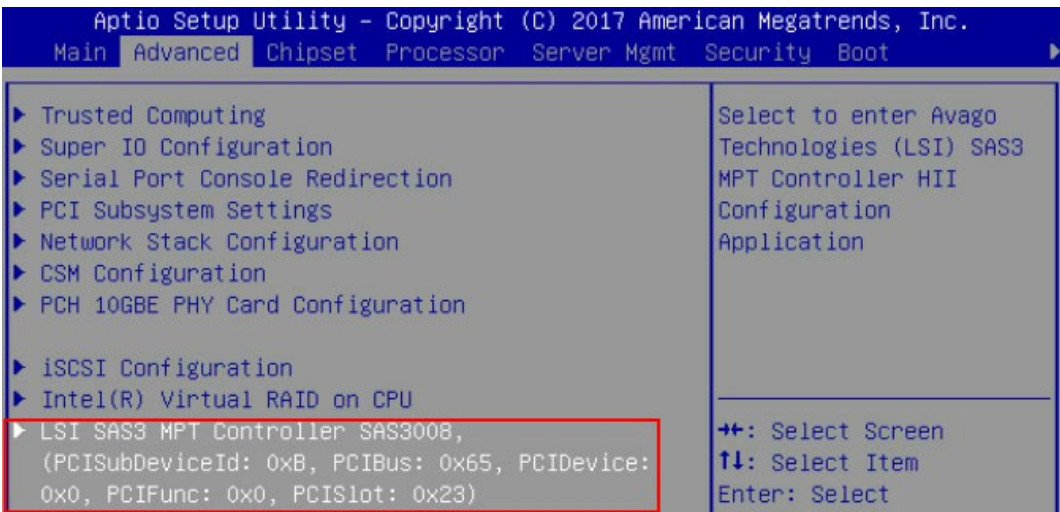 Aptio Setup Utility – Copyright (C) 2017 American Megatrends, Inc.
Main Advanced Chipset Processor Server Mgmt Security Boot
Trusted Computing
Super IO Configuration
Serial Port Console Redirection
PCI Subsystem Settings
Network Stack Configuration
CSM Configuration
PCH 10GBE PHY Card Configuration
iSCSI Configuration
Intel(R) Virtual RAID on CPU
LSI SAS3 MPT Controller SAS3008,
(PCISubDeviceId: 0xB, PCIBus: 0x65, PCIDevice:
0x0, PCIFunc: 0x0, PCISlot: 0x23)
Select to enter Avago
Technologies (LSI) SAS3
MPT Controller HII
Configuration
Application
→←: Select Screen
↑↓: Select Item
Enter: Select